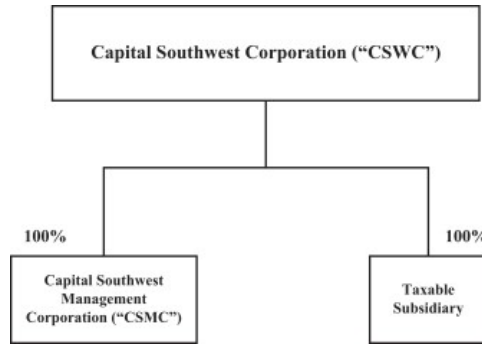 Capital Southwest Corporation (“CSWC”)
100%
100%
Capital Southwest
Management
Corporation (“CSMC”)
Taxable
Subsidiary